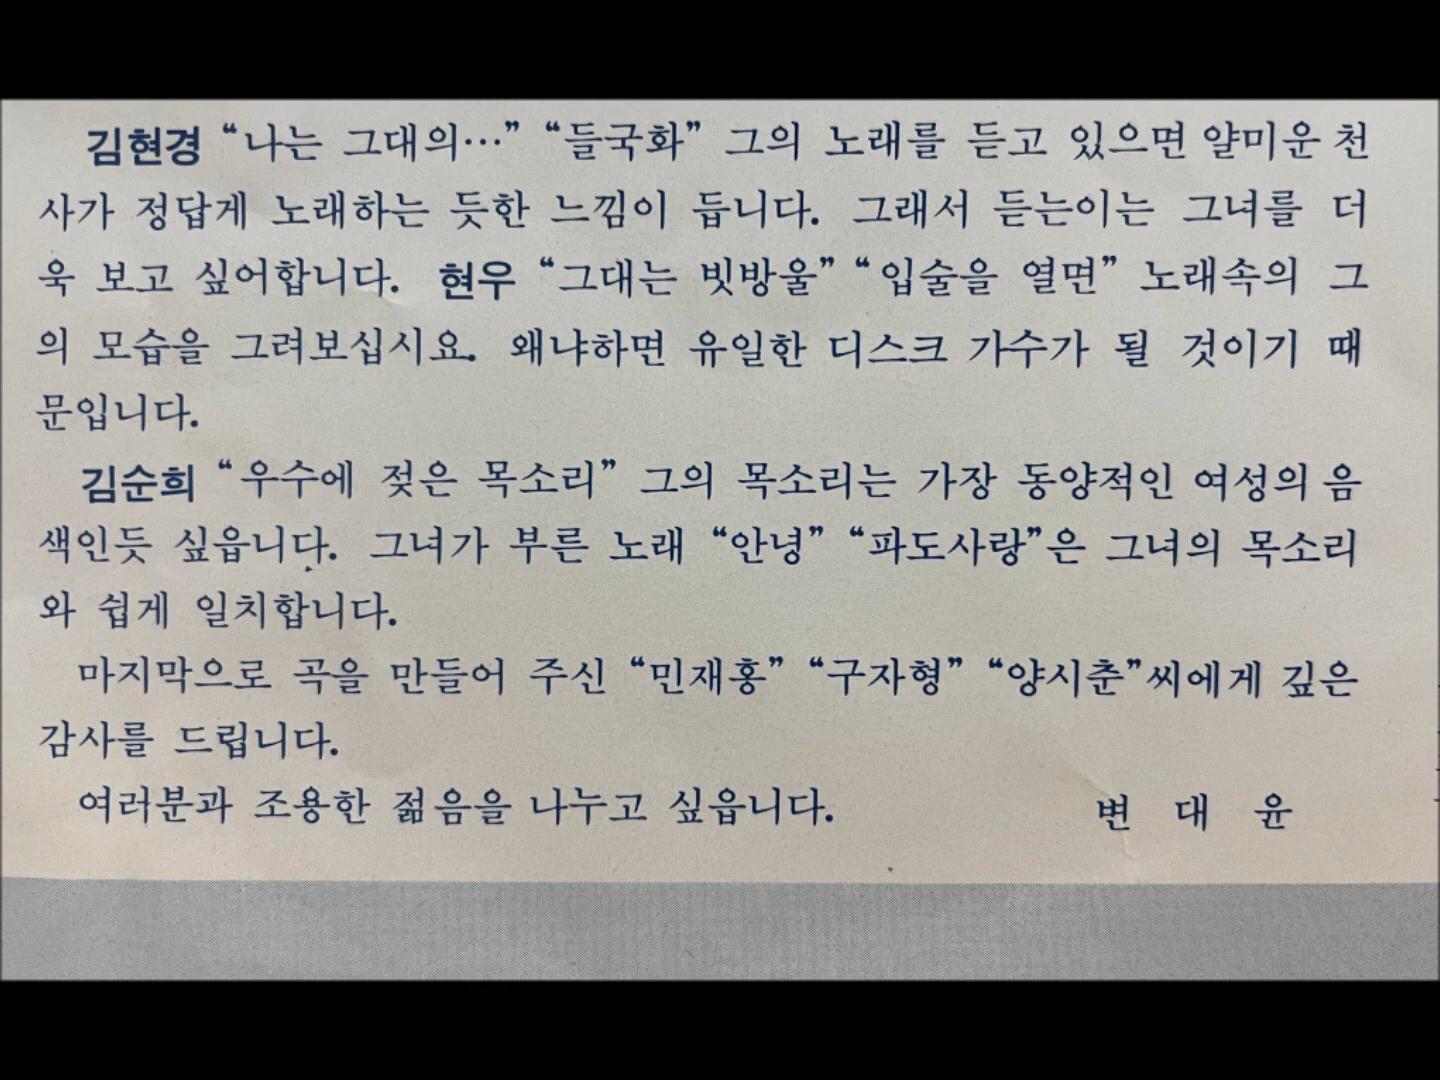 김현경 “나는 그대의…” “들국화” 그의 노래를 듣고 있으면 얄미운 천
사가 정답게 노래하는 듯한 느낌이 듭니다. 그래서 듣는이는 그녀를 더
욱 보고 싶어합니다. 현우 “그대는 빗방울” “입술을 열면” 노래속의 그
의 모습을 그려보십시요. 왜냐하면 유일한 디스크 가수가 될 것이기 때
문입니다.
김순희 “우수에 젖은 목소리” 그의 목소리는 가장 동양적인 여성의 음
색인듯 싶읍니다. 그녀가 부른 노래 “안녕” “파도사랑”은 그녀의 목소리
와 쉽게 일치합니다.
마지막으로 곡을 만들어 주신 “민재홍” “구자형” “양시춘”씨에게 깊은
감사를 드립니다.
여러분과 조용한 젊음을 나누고 싶읍니다. 변 대 윤